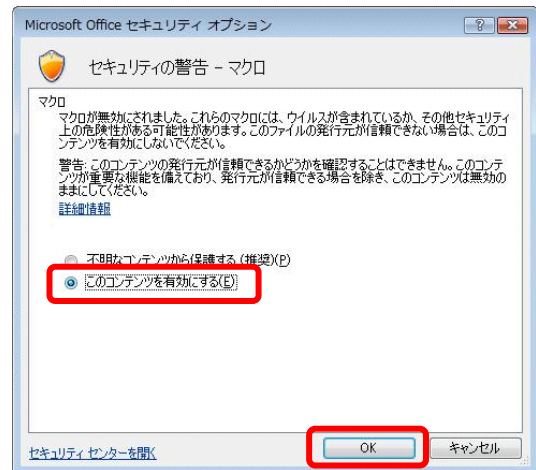 Microsoft Office セキュリティ オプション
セキュリティの警告 - マクロ
マクロ
マクロが無効にされました。これらのマクロには、ウイルスが含まれているか、その他セキュリティ
上の危険性がある可能性があります。このファイルの発行元が信頼できない場合は、このコ
ンテンツを有効にしないでください。
警告: このコンテンツの発行元が信頼できるかどうかを確認することはできません。このコンテ
ンツが重要な機能を備えており、発行元が信頼できる場合を除き、このコンテンツは無効の
ままにしてください。
詳細情報
不明なコンテンツから保護する (推奨)(P)
このコンテンツを有効にする(E)
セキュリティ センターを開く
OK
キャンセル